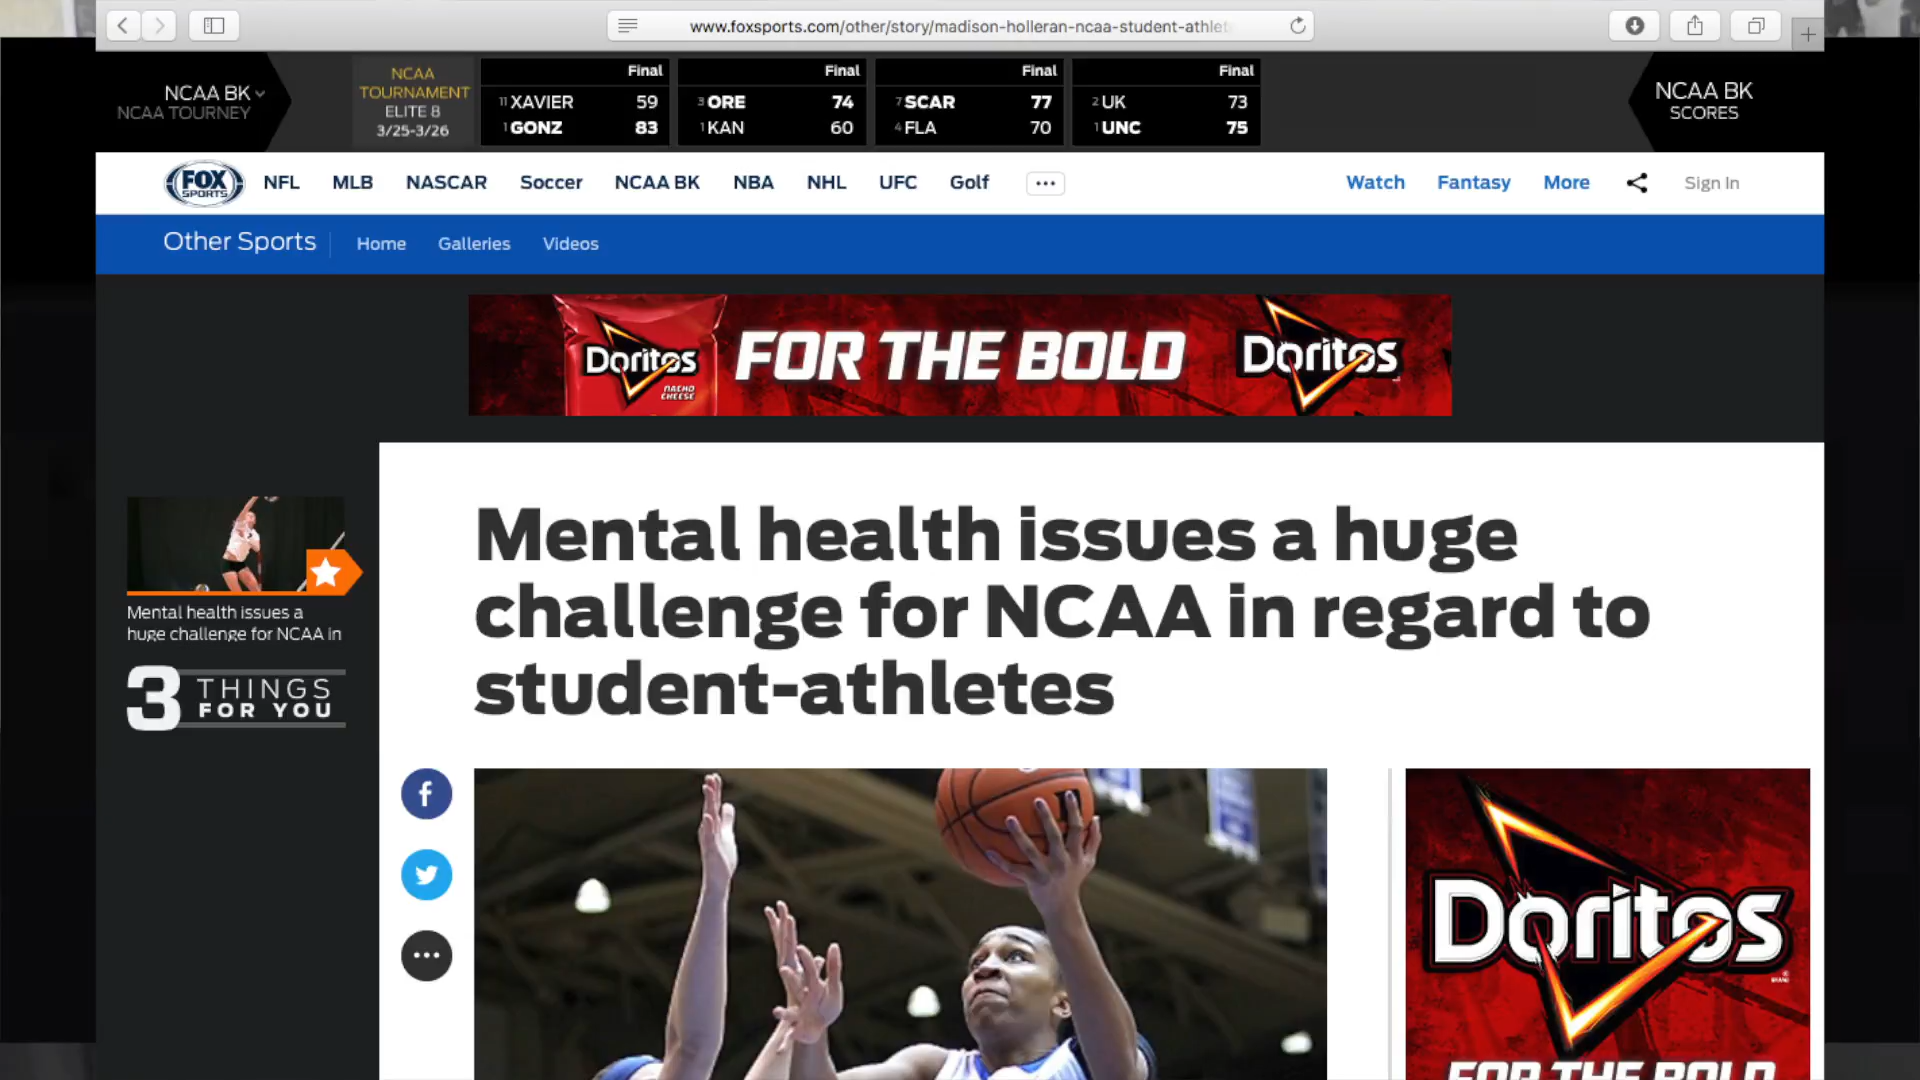 www.foxsports.com/other/story/madison-holleran-ncaa-student-athlet
NCAA BK
NCAA TOURNEY
NCAA
TOURNAMENT
ELITE 8
3/25-3/26
Final
11 XAVIER 59
1 GONZ 83
Final
3 ORE 74
1 KAN 60
Final
7 SCAR 77
4 FLA 70
Final
2 UK 73
1 UNC 75
NCAA BK
SCORES
FOX
SPORTS
NFL MLB NASCAR Soccer NCAA BK NBA NHL UFC Golf
Watch Fantasy More Sign In
Other Sports Home Galleries Videos
Doritos
NACHO
CHEESE
FOR THE BOLD
Doritos
Mental health issues a huge
challenge for NCAA in regard to
student-athletes
Mental health issues a
huge challenge for NCAA in
3 THINGS
FOR YOU
Doritos
FOR THE BOLD